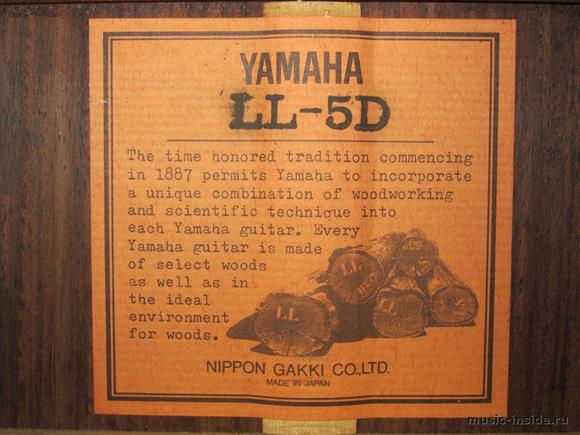 YAMAHA
LL-5D
The time honored tradition commencing
in 1887 permits Yamaha to incorporate
a unique combination of woodworking
and scientific technique into
each Yamaha guitar. Every
Yamaha guitar is made
of select woods
as well as in
the ideal
environment
for woods.
LL
LL
NIPPON GAKKI CO.,LTD.
MADE IN JAPAN
music-inside.ru